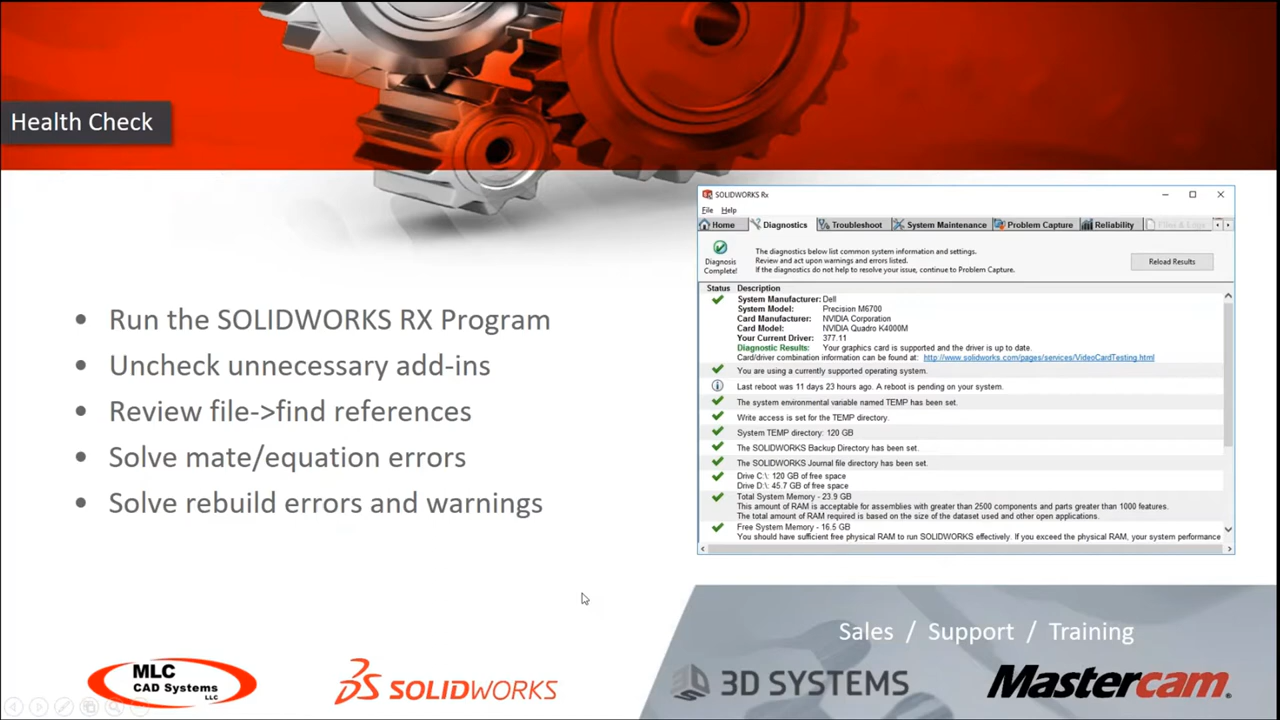 Health Check
• Run the SOLIDWORKS RX Program
• Uncheck unnecessary add-ins
• Review file->find references
• Solve mate/equation errors
• Solve rebuild errors and warnings
SOLIDWORKS Rx
File Help
Home Diagnostics Troubleshoot System Maintenance Problem Capture Reliability
Diagnosis Complete!
The diagnostics below list common system information and settings.
Review and act upon warnings and errors listed.
If the diagnostics do not help to resolve your issue, continue to Problem Capture.
Reload Results
Status Description
System Manufacturer: Dell
System Model: Precision M6700
Card Manufacturer: NVIDIA Corporation
Card Model: NVIDIA Quadro K4000M
Your Current Driver: 377.11
Diagnostic Results: Your graphics card is supported and the driver is up to date.
Card/driver combination information can be found at: http://www.solidworks.com/pages/services/VideoCardTesting.html
You are using a currently supported operating system.
Last reboot was 11 days 23 hours ago. A reboot is pending on your system.
The system environmental variable named TEMP has been set.
Write access is set for the TEMP directory.
System TEMP directory: 120 GB
The SOLIDWORKS Backup Directory has been set.
The SOLIDWORKS Journal file directory has been set.
Drive C:\: 120 GB of free space
Drive D:\: 45.7 GB of free space
Total System Memory - 23.9 GB
This amount of RAM is acceptable for assemblies with greater than 2500 components and parts greater than 1000 features.
The total amount of RAM required is based on the size of the dataset used and other open applications.
Free System Memory - 16.5 GB
You should have sufficient free physical RAM to run SOLIDWORKS effectively. If you exceed the physical RAM, your system performance
Sales / Support / Training
MLC
CAD Systems
LLC
SOLIDWORKS
3D SYSTEMS
Mastercam.